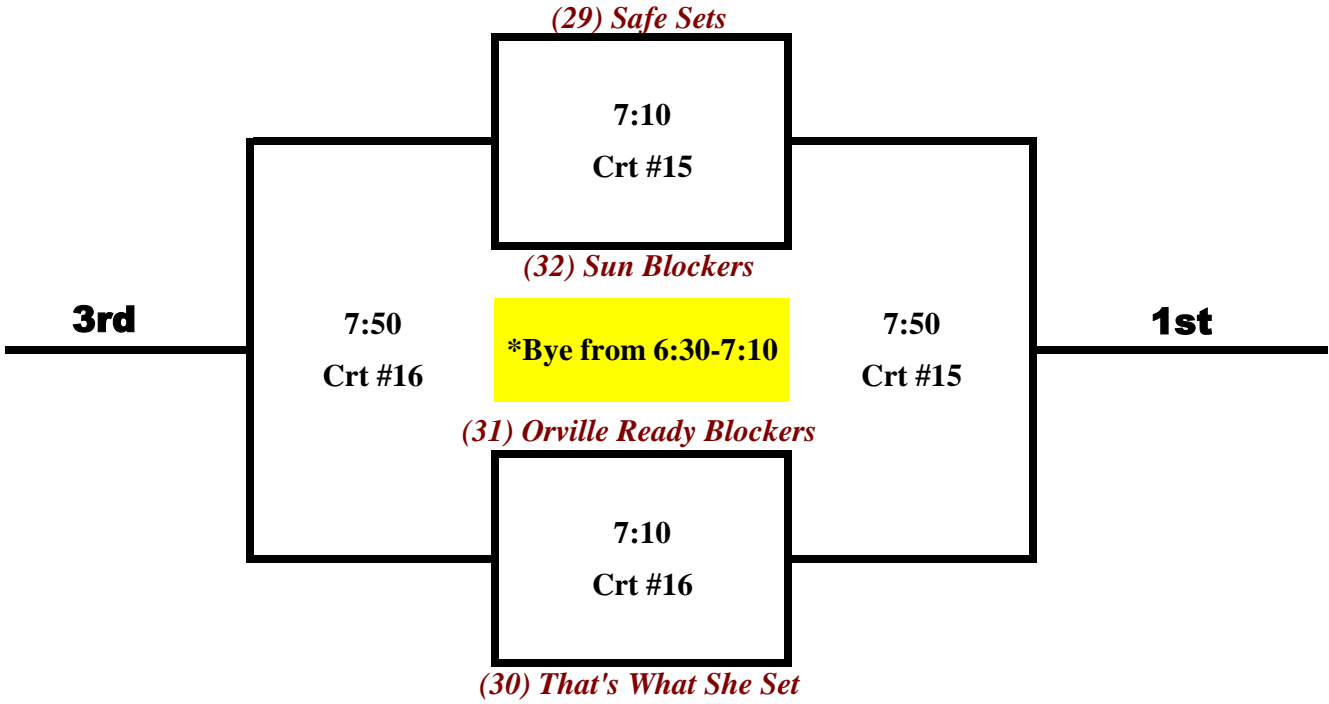 (29) Safe Sets
7:10
Crt #15
(32) Sun Blockers
3rd
7:50
Crt #16
*Bye from 6:30-7:10
7:50
Crt #15
1st
(31) Orville Ready Blockers
7:10
Crt #16
(30) That's What She Set